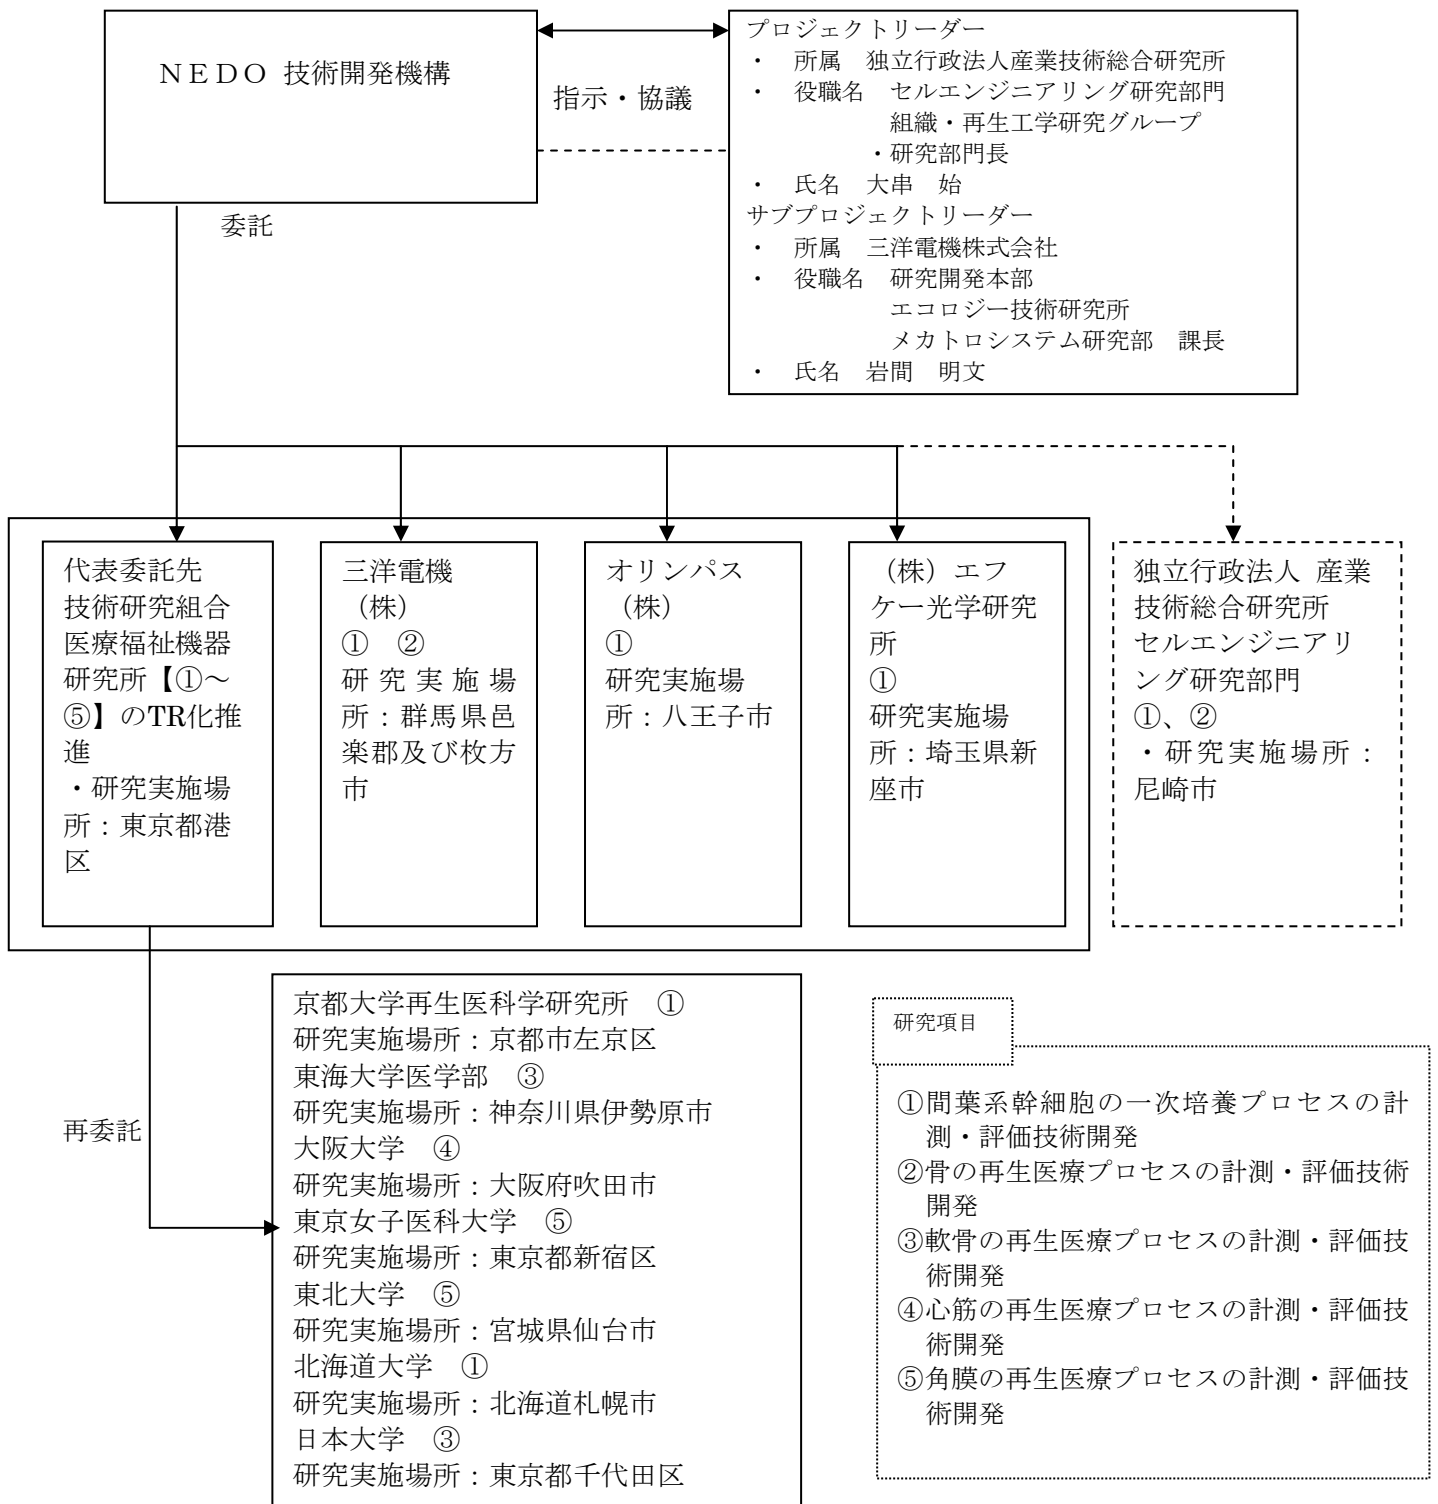 NEDO 技術開発機構
指示・協議
プロジェクトリーダー
・ 所属 独立行政法人産業技術総合研究所
・ 役職名 セルエンジニアリング研究部門
組織・再生工学研究グループ
・研究部門長
・ 氏名 大串 始
サブプロジェクトリーダー
・ 所属 三洋電機株式会社
・ 役職名 研究開発本部
エコロジー技術研究所
メカトロシステム研究部 課長
・ 氏名 岩間 明文
委託
代表委託先
技術研究組合
医療福祉機器
研究所【①～
⑤】のTR化推
進
・研究実施場
所：東京都港
区
三洋電機
（株）
① ②
研究実施場
所：群馬県邑
楽郡及び枚方
市
オリンパス
（株）
①
研究実施場
所：八王子市
（株）エフ
ケー光学研究
所
①
研究実施場
所：埼玉県新
座市
独立行政法人 産業
技術総合研究所
セルエンジニアリ
ング研究部門
①、②
・研究実施場所：
尼崎市
再委託
京都大学再生医科学研究所 ①
研究実施場所：京都市左京区
東海大学医学部 ③
研究実施場所：神奈川県伊勢原市
大阪大学 ④
研究実施場所：大阪府吹田市
東京女子医科大学 ⑤
研究実施場所：東京都新宿区
東北大学 ⑤
研究実施場所：宮城県仙台市
北海道大学 ①
研究実施場所：北海道札幌市
日本大学 ③
研究実施場所：東京都千代田区
研究項目
①間葉系幹細胞の一次培養プロセスの計
測・評価技術開発
②骨の再生医療プロセスの計測・評価技術
開発
③軟骨の再生医療プロセスの計測・評価技
術開発
④心筋の再生医療プロセスの計測・評価技
術開発
⑤角膜の再生医療プロセスの計測・評価技
術開発